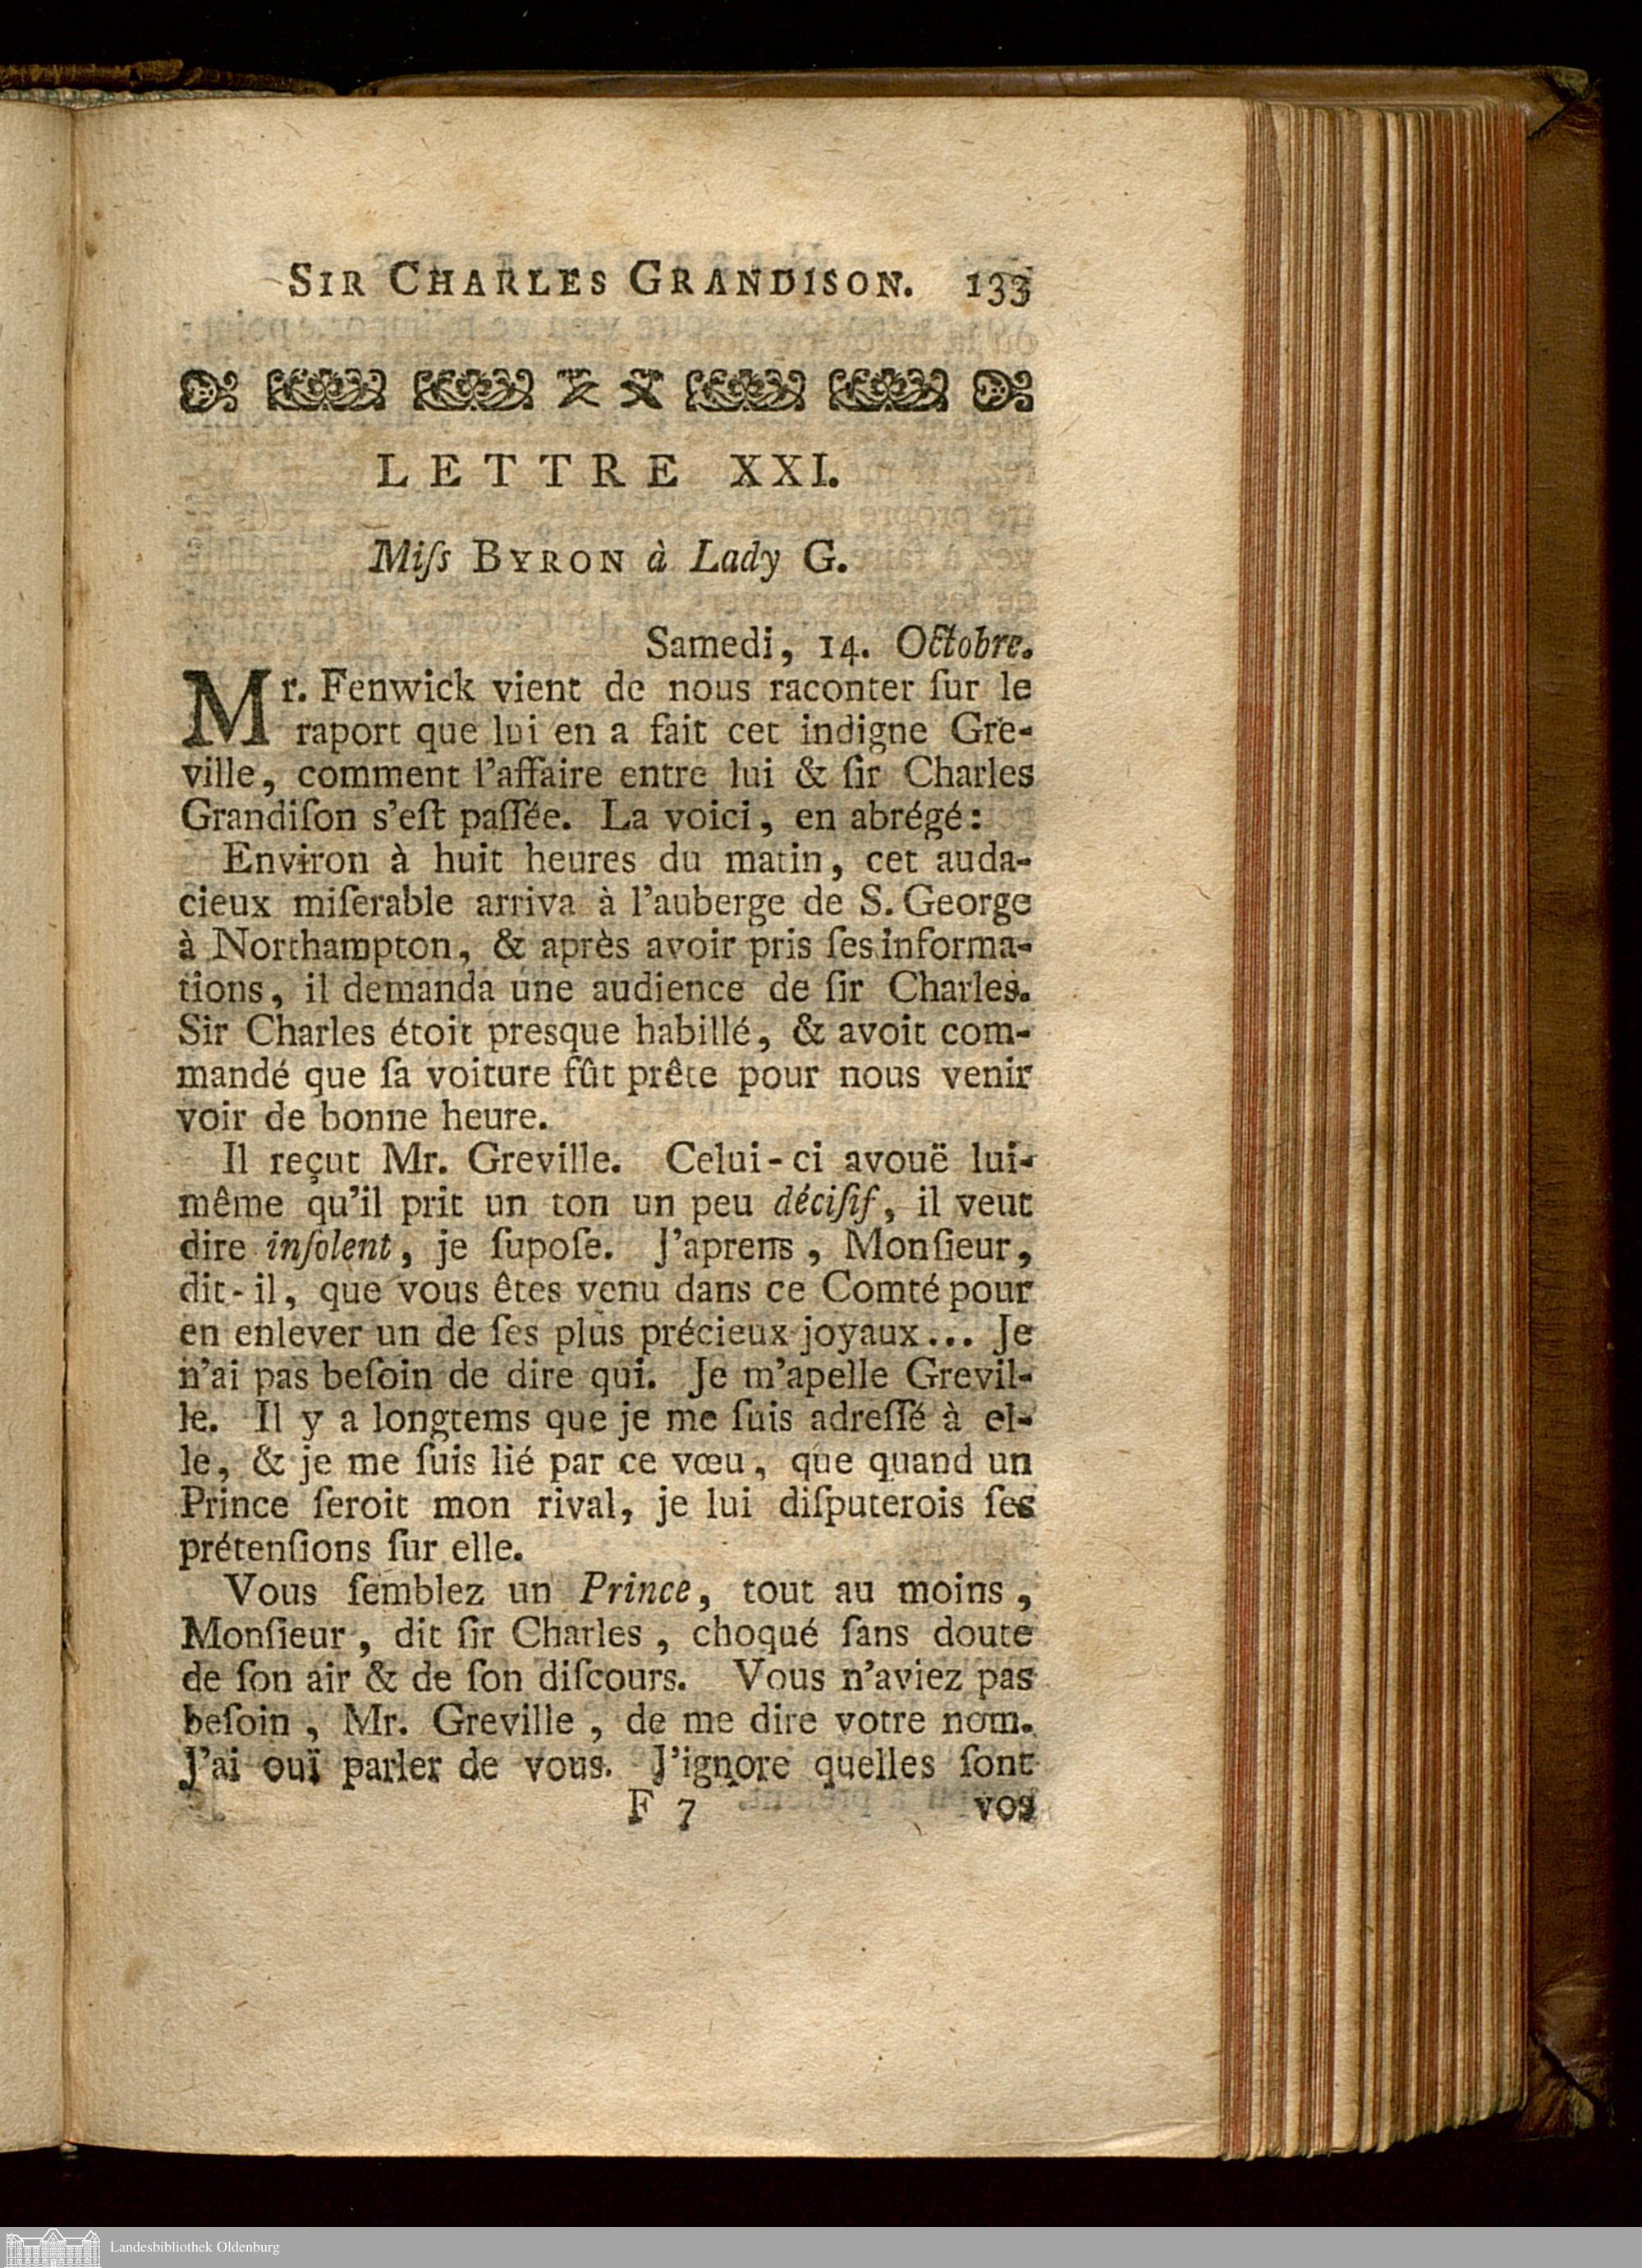 SIR CHARLES GRANDISON. 133
LETTRE XXI.
Miſs BYRON à Lady G.
Samedi, 14. Octobre.
Mr. Fenwick vient de nous raconter ſur le
raport que lui en a fait cet indigne Gre-
ville, comment l'affaire entre lui & ſir Charles
Grandiſon s'eſt paſſée. La voici, en abrégé:
Environ à huit heures du matin, cet auda-
cieux miſerable arriva à l'auberge de S. George
à Northampton, & après avoir pris ſes informa-
tions, il demanda une audience de ſir Charles.
Sir Charles étoit presque habillé, & avoit com-
mandé que ſa voiture fût prête pour nous venir
voir de bonne heure.
Il reçut Mr. Greville. Celui-ci avouë lui-
même qu'il prit un ton un peu déciſif, il veut
dire inſolent, je ſupoſe. J'aprens, Monſieur,
dit-il, que vous êtes venu dans ce Comté pour
en enlever un de ſes plus précieux joyaux... Je
n'ai pas beſoin de dire qui. Je m'apelle Grevil-
le. Il y a longtems que je me ſuis adreſſé à el-
le, & je me ſuis lié par ce vœu, que quand un
Prince ſeroit mon rival, je lui diſputerois ſes
prétenſions ſur elle.
Vous ſemblez un Prince, tout au moins,
Monſieur, dit ſir Charles, choqué ſans doute
de ſon air & de ſon diſcours. Vous n'aviez pas
beſoin, Mr. Greville, de me dire votre nom.
J'ai ouï parler de vous. J'ignore quelles ſont
F 7 vos
Landesbibliothek Oldenburg